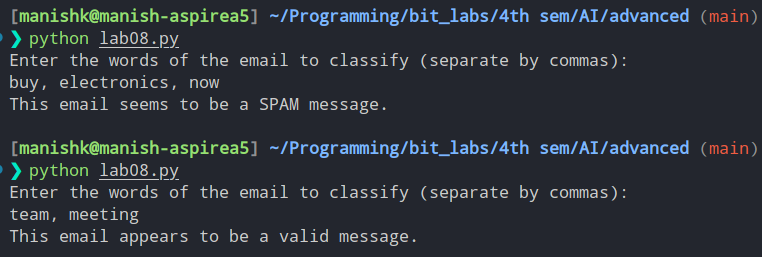 [manishk@manish-aspirea5] ~/Programming/bit_labs/4th sem/AI/advanced (main)
❯ python lab08.py
Enter the words of the email to classify (separate by commas):
buy, electronics, now
This email seems to be a SPAM message.
[manishk@manish-aspirea5] ~/Programming/bit_labs/4th sem/AI/advanced (main)
❯ python lab08.py
Enter the words of the email to classify (separate by commas):
team, meeting
This email appears to be a valid message.